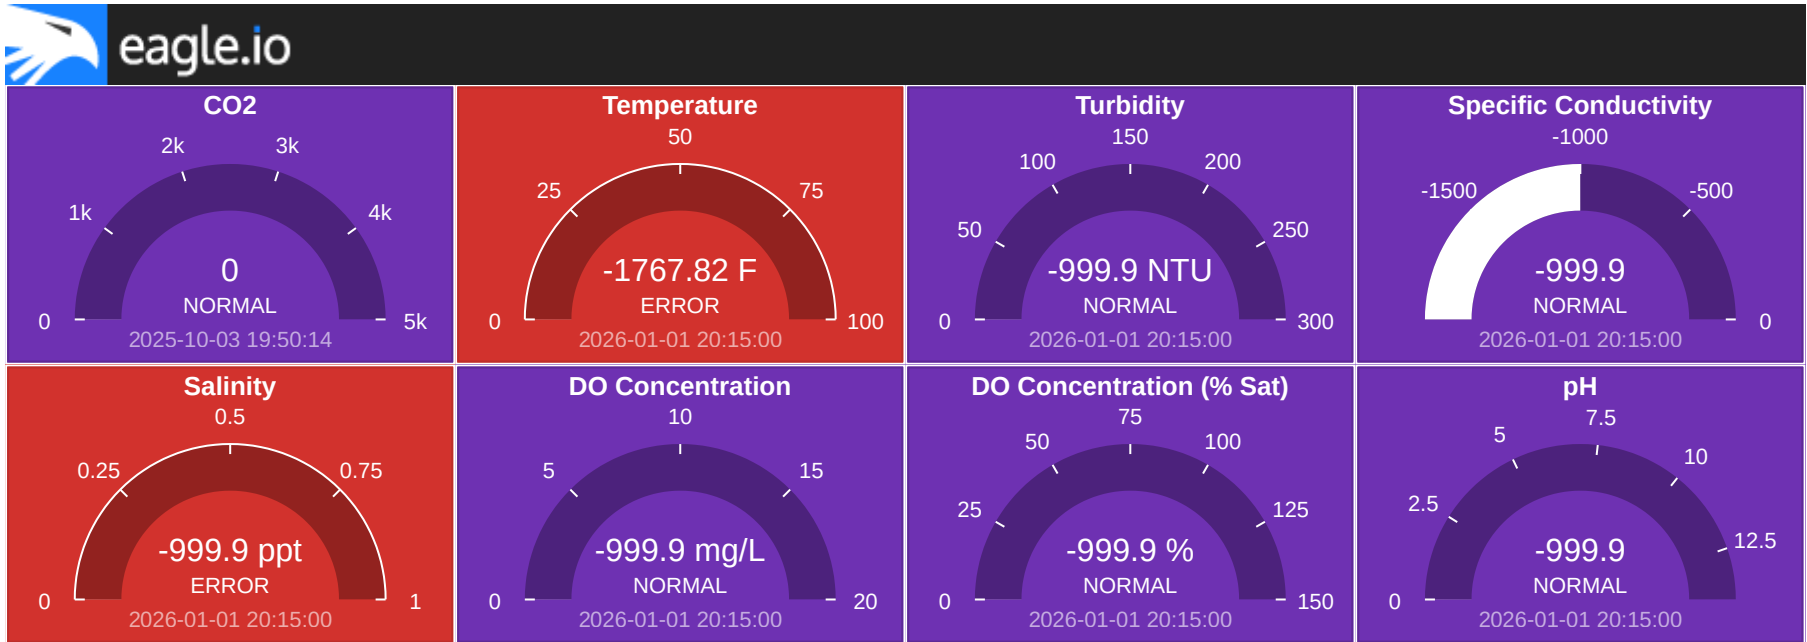 eagle.io
CO2
2k
3k
1k
4k
0
NORMAL
0
5k
2025-10-03 19:50:14
Temperature
50
25
75
-1767.82 F
ERROR
0
100
2026-01-01 20:15:00
Turbidity
150
100
200
50
250
-999.9 NTU
NORMAL
0
300
2026-01-01 20:15:00
Specific Conductivity
-1000
-1500
-500
-999.9
NORMAL
0
2026-01-01 20:15:00
Salinity
0.5
0.25
0.75
-999.9 ppt
ERROR
0
1
2026-01-01 20:15:00
DO Concentration
10
5
15
-999.9 mg/L
NORMAL
0
20
2026-01-01 20:15:00
DO Concentration (% Sat)
75
50
100
25
125
-999.9 %
NORMAL
0
150
2026-01-01 20:15:00
pH
7.5
5
10
2.5
12.5
-999.9
NORMAL
0
2026-01-01 20:15:00